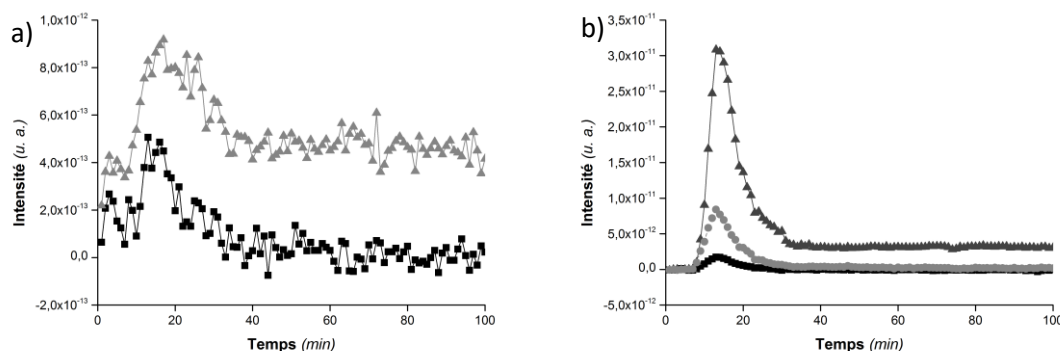 a)
Intensité (u. a.)
1,0x10⁻¹²
8,0x10⁻¹³
6,0x10⁻¹³
4,0x10⁻¹³
2,0x10⁻¹³
0,0
-2,0x10⁻¹³
0 20 40 60 80 100
Temps (min)
b)
Intensité (u. a.)
3,5x10⁻¹¹
3,0x10⁻¹¹
2,5x10⁻¹¹
2,0x10⁻¹¹
1,5x10⁻¹¹
1,0x10⁻¹¹
5,0x10⁻¹²
0,0
-5,0x10⁻¹²
0 20 40 60 80 100
Temps (min)